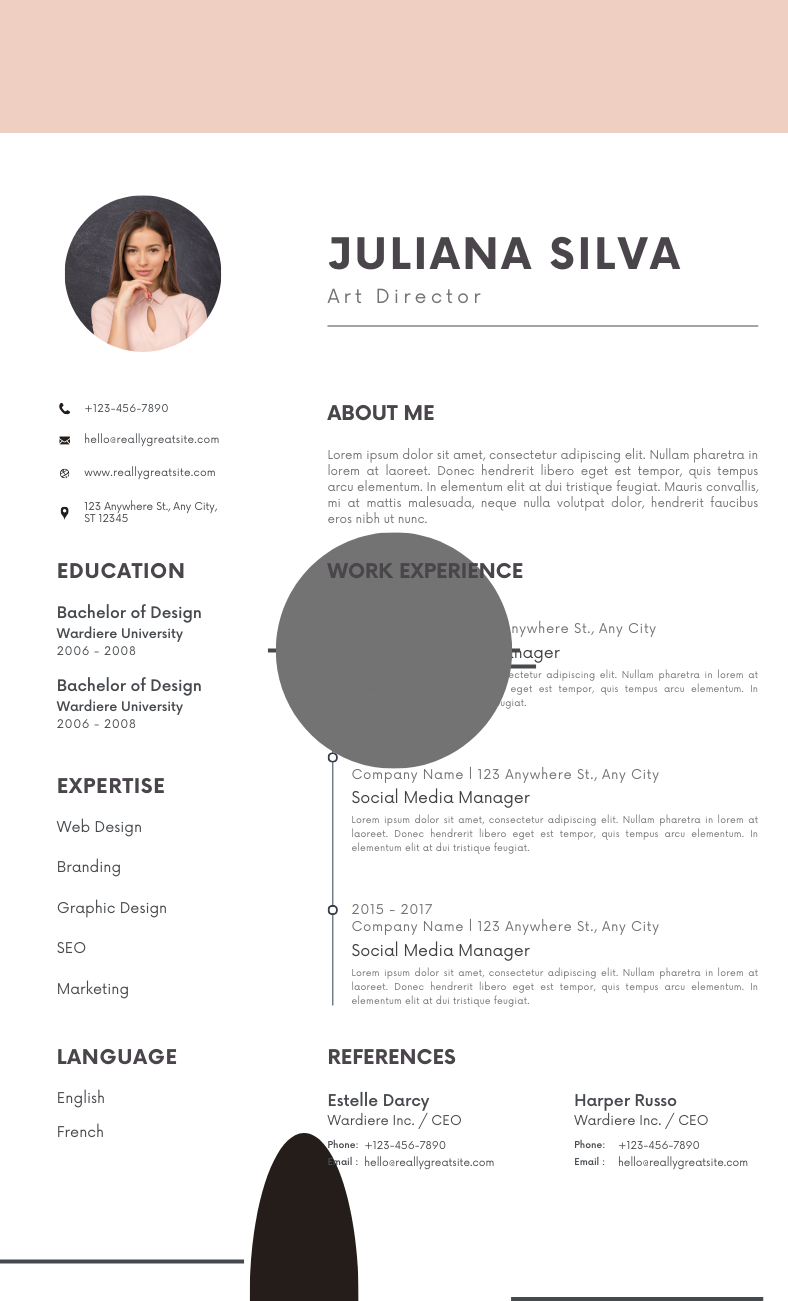 JULIANA SILVA
Art Director
+123-456-7890
hello@reallygreatsite.com
www.reallygreatsite.com
123 Anywhere St., Any City,
ST 12345
ABOUT ME
Lorem ipsum dolor sit amet, consectetur adipiscing elit. Nullam pharetra in
lorem at laoreet. Donec hendrerit libero eget est tempor, quis tempus
arcu elementum. In elementum elit at dui tristique feugiat. Mauris convallis,
mi at mattis malesuada, neque nulla volutpat dolor, hendrerit faucibus
eros nibh ut nunc.
EDUCATION
Bachelor of Design
Wardiere University
2006 - 2008
Bachelor of Design
Wardiere University
2006 - 2008
EXPERTISE
Web Design
Branding
Graphic Design
SEO
Marketing
LANGUAGE
English
French
WORK EXPERIENCE
St., Any City
adipiscing elit. Nullam pharetra in lorem at
eget est tempor, quis tempus arcu elementum. In
Company Name l 123 Anywhere St., Any City
Social Media Manager
Lorem ipsum dolor sit amet, consectetur adipiscing elit. Nullam pharetra in lorem at
laoreet. Donec hendrerit libero eget est tempor, quis tempus arcu elementum. In
elementum elit at dui tristique feugiat.
2015 - 2017
Company Name l 123 Anywhere St., Any City
Social Media Manager
Lorem ipsum dolor sit amet, consectetur adipiscing elit. Nullam pharetra in lorem at
laoreet. Donec hendrerit libero eget est tempor, quis tempus arcu elementum. In
elementum elit at dui tristique feugiat.
REFERENCES
Estelle Darcy
Wardiere Inc. / CEO
Phone: +123-456-7890
Email : hello@reallygreatsite.com
Harper Russo
Wardiere Inc. / CEO
Phone: +123-456-7890
Email : hello@reallygreatsite.com